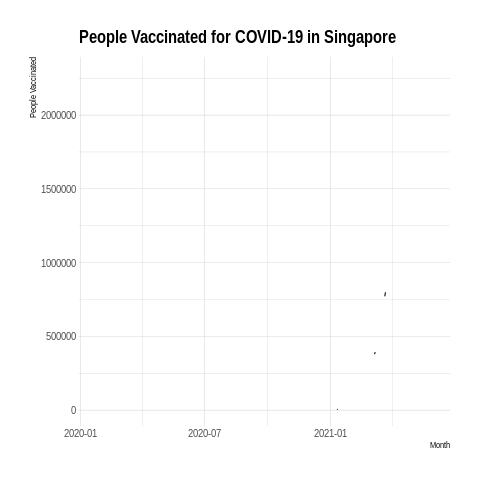 People Vaccinated for COVID-19 in Singapore
People Vaccinated
2000000
1500000
1000000
500000
0
2020-01 2020-07 2021-01
Month